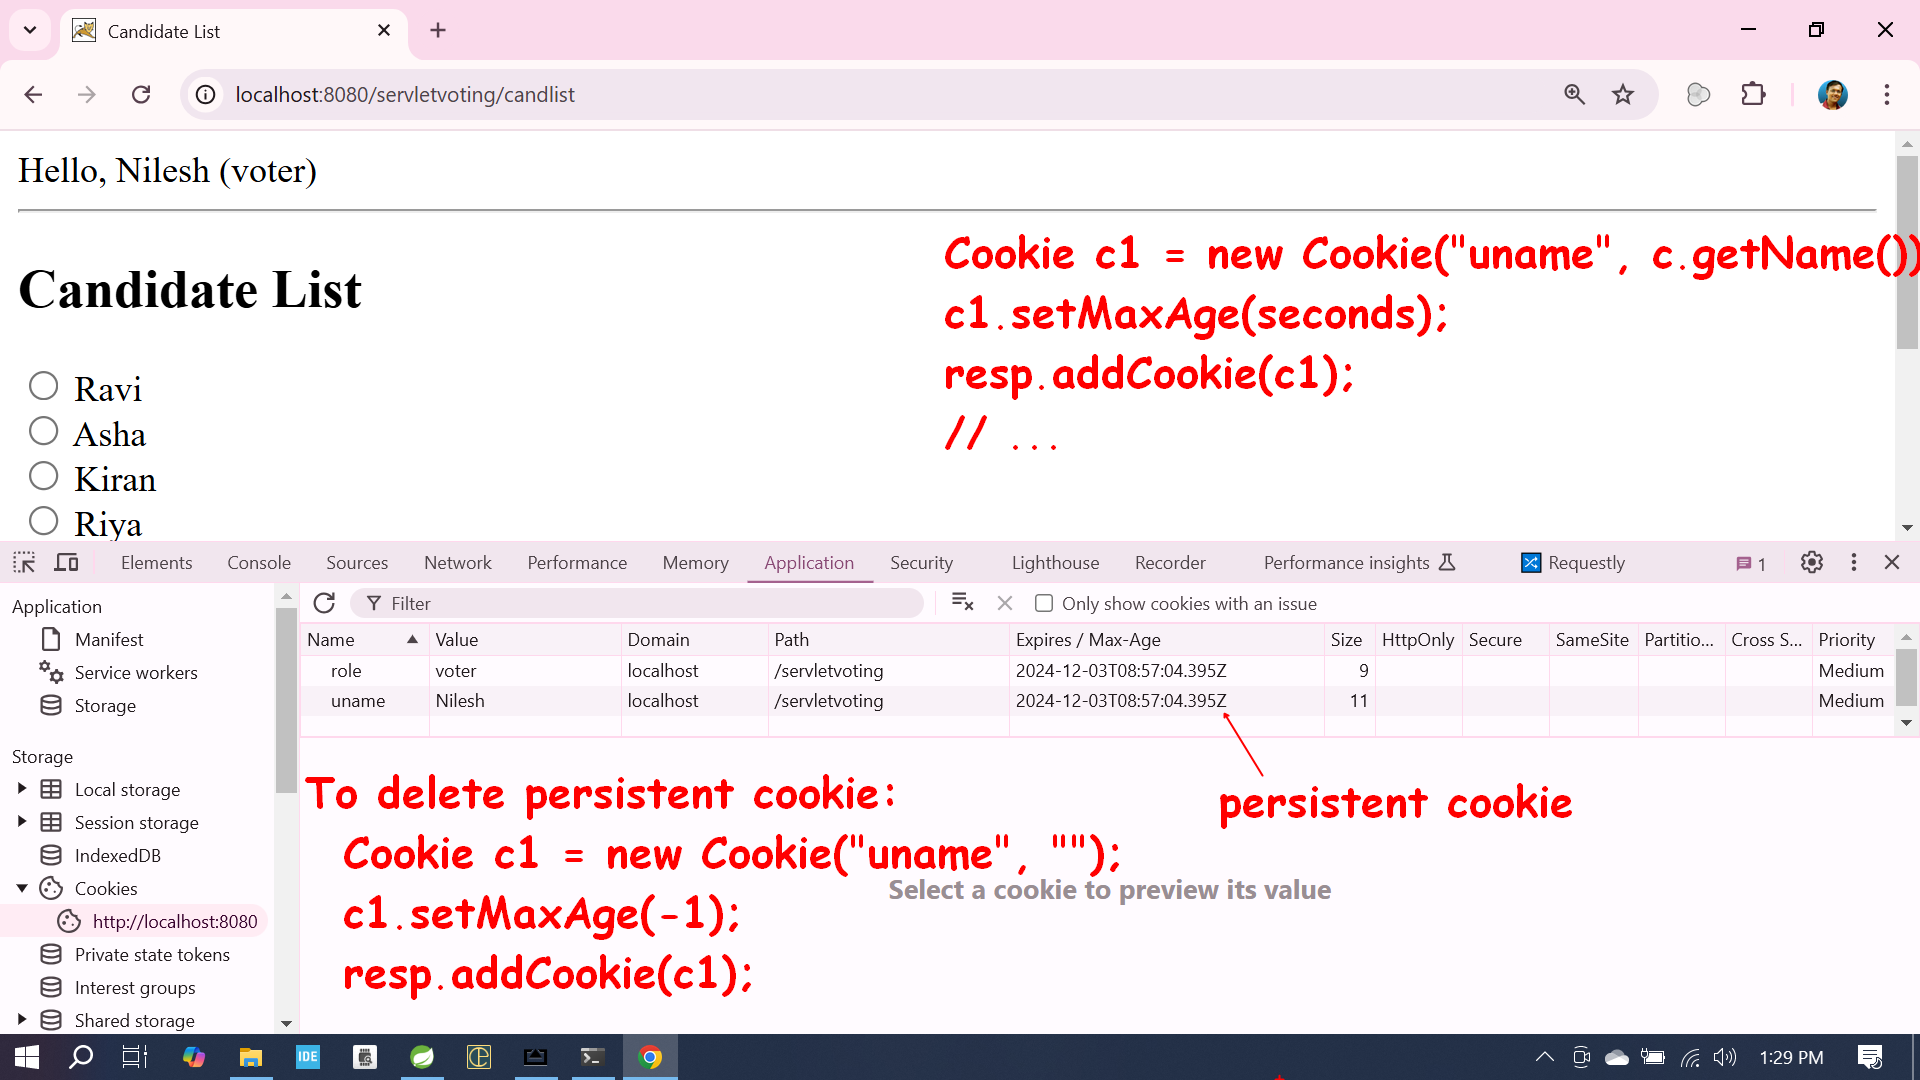 Candidate List
localhost:8080/servletvoting/candlist
Hello, Nilesh (voter)
Candidate List
Ravi
Asha
Kiran
Riya
Cookie c1 = new Cookie("uname", c.getName())
c1.setMaxAge(seconds);
resp.addCookie(c1);
// ...
Elements Console Sources Network Performance Memory Application Security Lighthouse Recorder Performance insights Requestly 1
Application
Manifest
Service workers
Storage
Storage
Local storage
Session storage
IndexedDB
Cookies
http://localhost:8080
Private state tokens
Interest groups
Shared storage
Filter Only show cookies with an issue
Name Value Domain Path Expires / Max-Age Size HttpOnly Secure SameSite Partitio... Cross S... Priority
role voter localhost /servletvoting 2024-12-03T08:57:04.395Z 9 Medium
uname Nilesh localhost /servletvoting 2024-12-03T08:57:04.395Z 11 Medium
persistent cookie
To delete persistent cookie:
Cookie c1 = new Cookie("uname", "");
c1.setMaxAge(-1);
resp.addCookie(c1);
Select a cookie to preview its value
IDE
1:29 PM